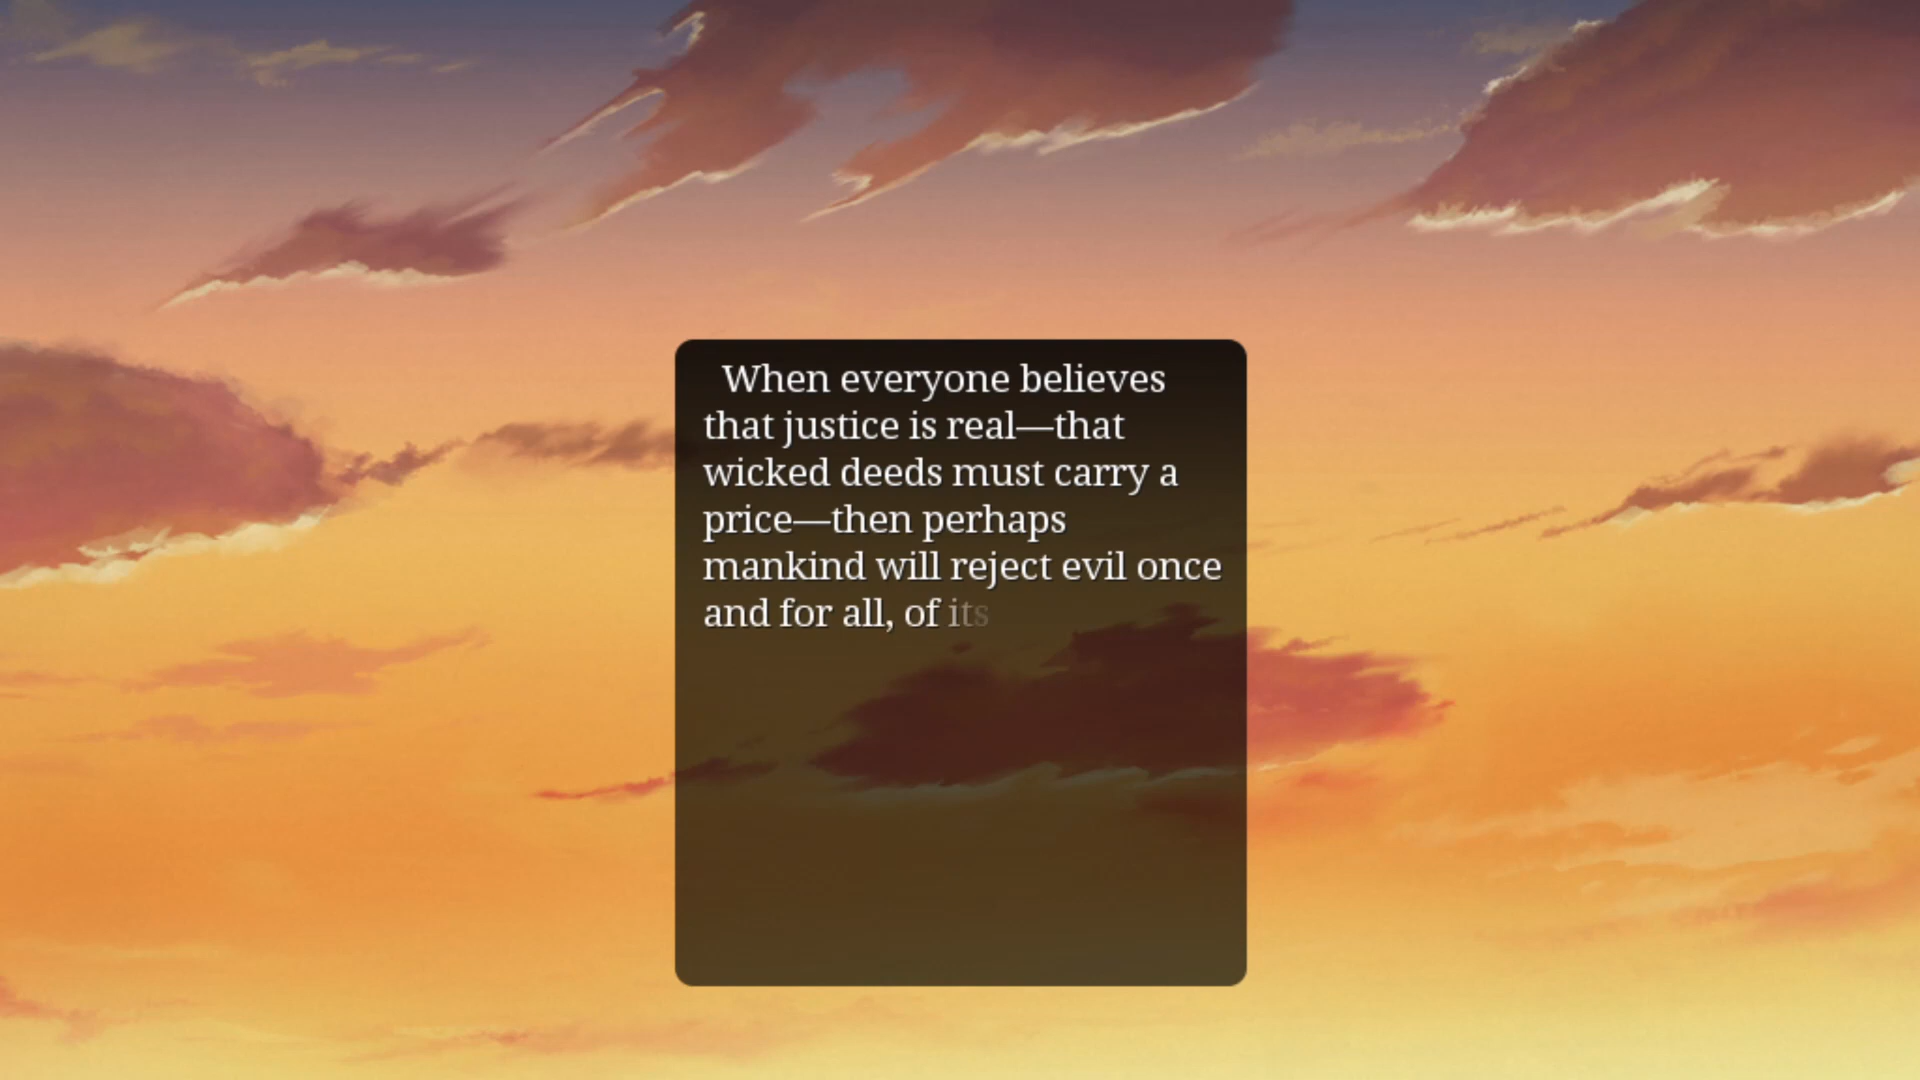 When everyone believes
that justice is real—that
wicked deeds must carry a
price—then perhaps
mankind will reject evil once
and for all, of its